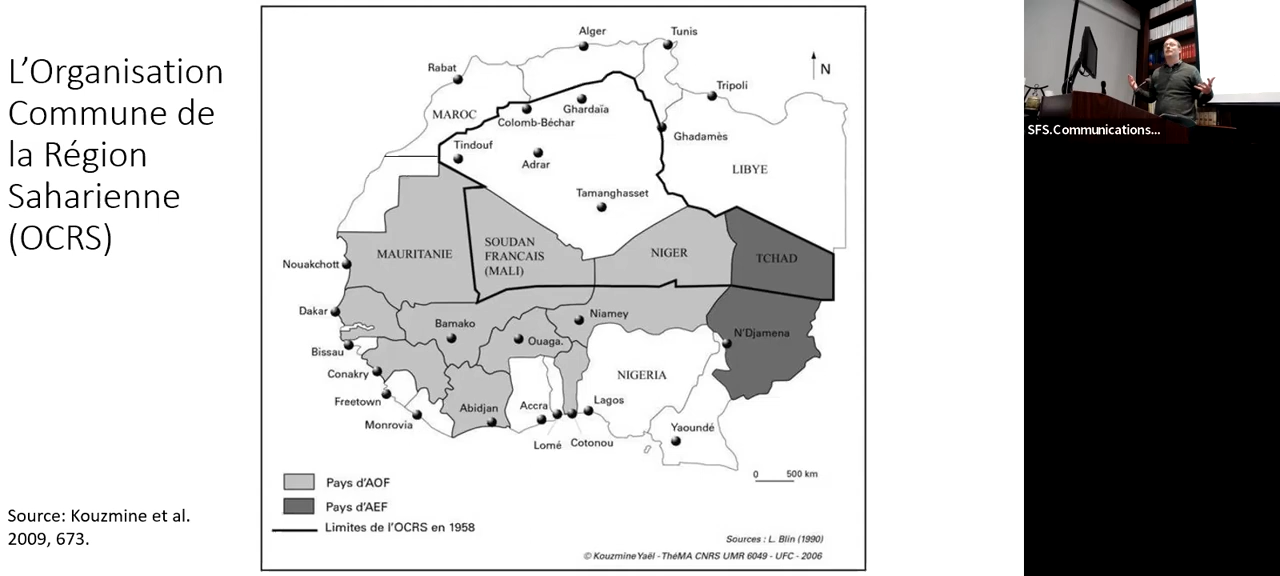 L’Organisation
Commune de
la Région
Saharienne
(OCRS)
Source: Kouzmine et al.
2009, 673.
Alger
Tunis
N
Rabat
Tripoli
MAROC
Ghardaïa
Colomb-Béchar
Ghadamès
Tindouf
Adrar
LIBYE
Tamanghasset
MAURITANIE
SOUDAN
FRANCAIS
(MALI)
NIGER
TCHAD
Nouakchott
Dakar
Niamey
Bamako
N'Djamena
Ouaga.
Bissau
Conakry
NIGERIA
Freetown
Abidjan
Accra
Lagos
Monrovia
Yaoundé
Lomé
Cotonou
0 500 km
Pays d'AOF
Pays d'AEF
Limites de l'OCRS en 1958
Sources : L. Blin (1990)
© Kouzmine Yaël - ThéMA CNRS UMR 6049 - UFC - 2006
SFS.Communications...